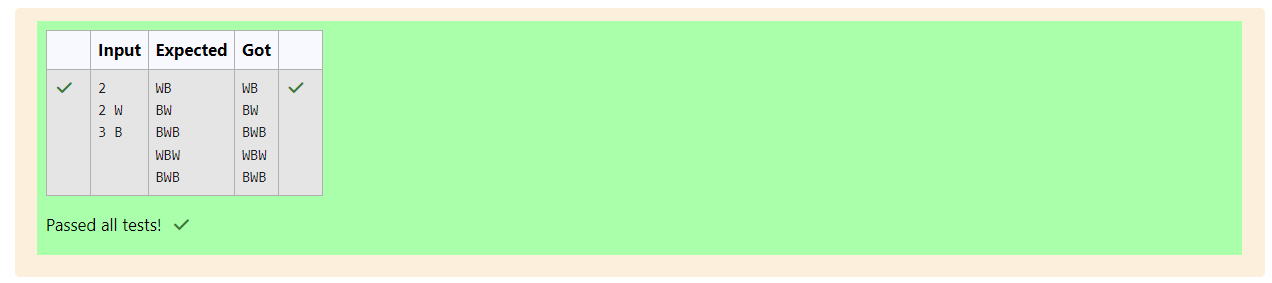 Input Expected Got
2 WB WB
2 W BW BW
3 B BWB BWB
WBW WBW
BWB BWB
Passed all tests!